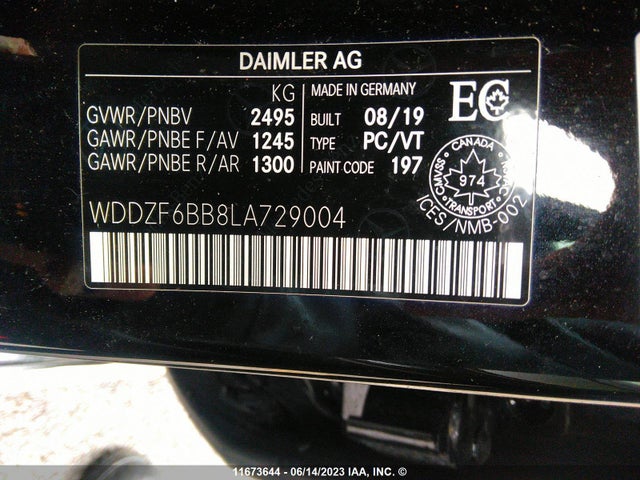 DAIMLER AG
KG
GVWR/PNBV 2495
GAWR/PNBE F/AV 1245
GAWR/PNBE R/AR 1300
MADE IN GERMANY
BUILT 08/19
TYPE PC/VT
PAINT CODE 197
EC
CANADA
CMVSS NSVAC
974
TRANSPORT
ICES/NMB-002
WDDZF6BB8LA729004
11673644 - 06/14/2023 IAA, INC. ©